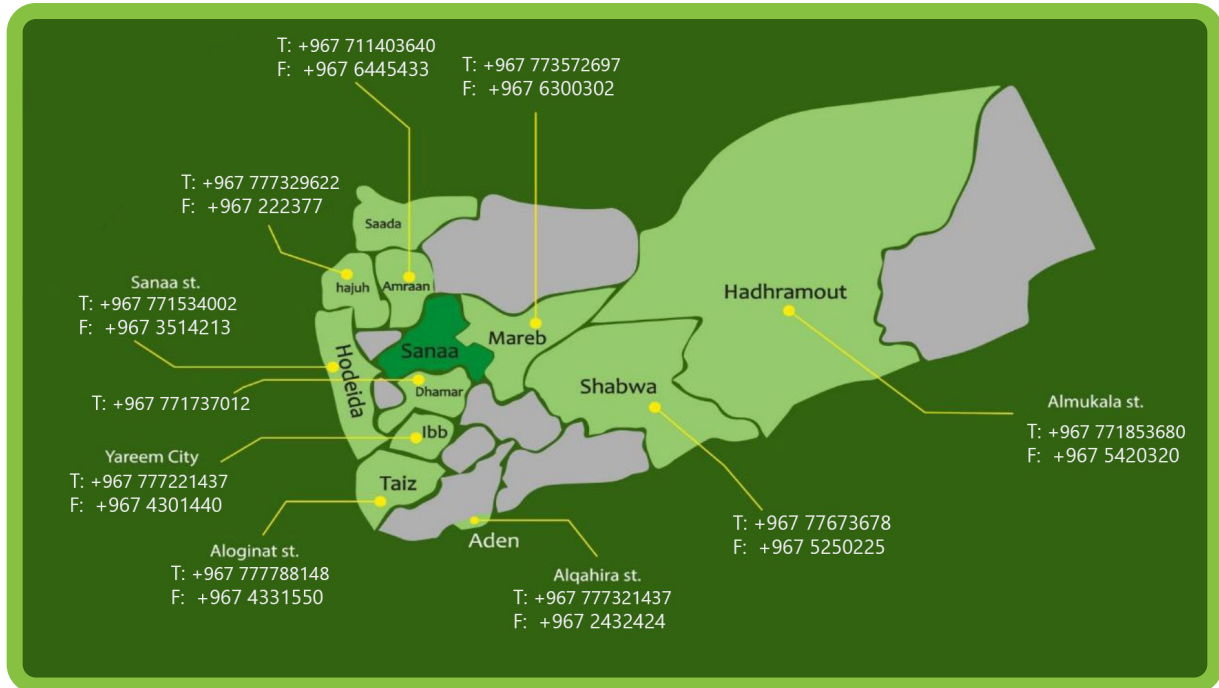 T: +967 711403640
F: +967 6445433
T: +967 773572697
F: +967 6300302
T: +967 777329622
F: +967 222377
Saada
hajuh
Amraan
Sanaa st.
T: +967 771534002
F: +967 3514213
Hadhramout
Mareb
Sanaa
Hodeida
Shabwa
Dhamar
T: +967 771737012
Almukala st.
T: +967 771853680
F: +967 5420320
Ibb
Yareem City
T: +967 777221437
F: +967 4301440
Taiz
Aden
T: +967 77673678
F: +967 5250225
Aloginat st.
T: +967 777788148
F: +967 4331550
Alqahira st.
T: +967 777321437
F: +967 2432424